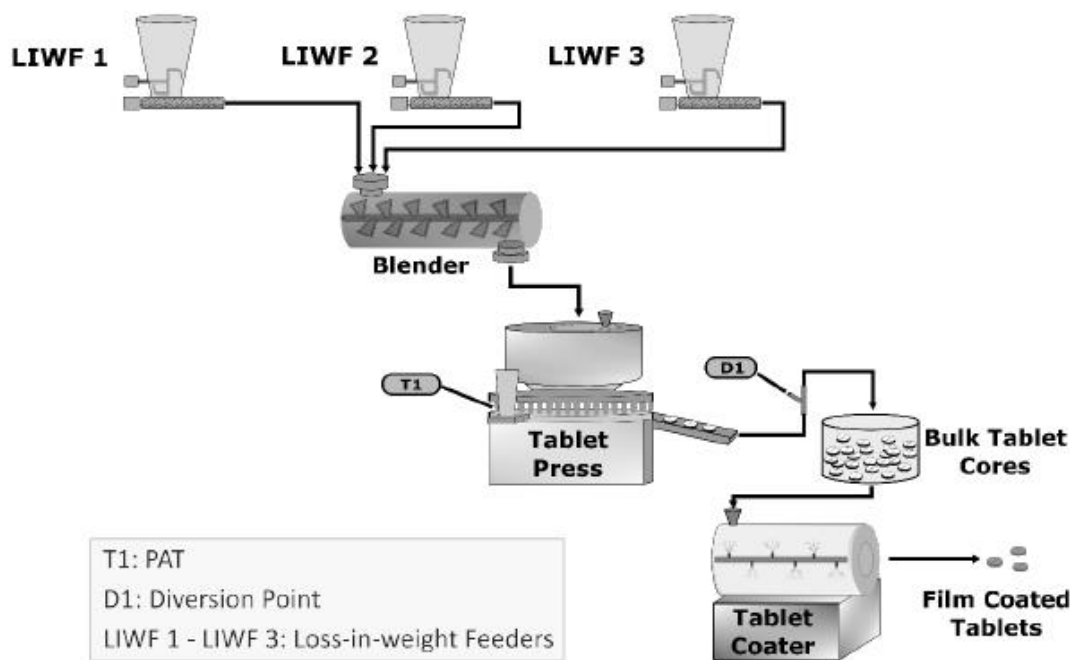 LIWF 1
LIWF 2
LIWF 3
Blender
T1
D1
Tablet
Press
Bulk Tablet
Cores
T1: PAT
D1: Diversion Point
LIWF 1 - LIWF 3: Loss-in-weight Feeders
Tablet
Coater
Film Coated
Tablets